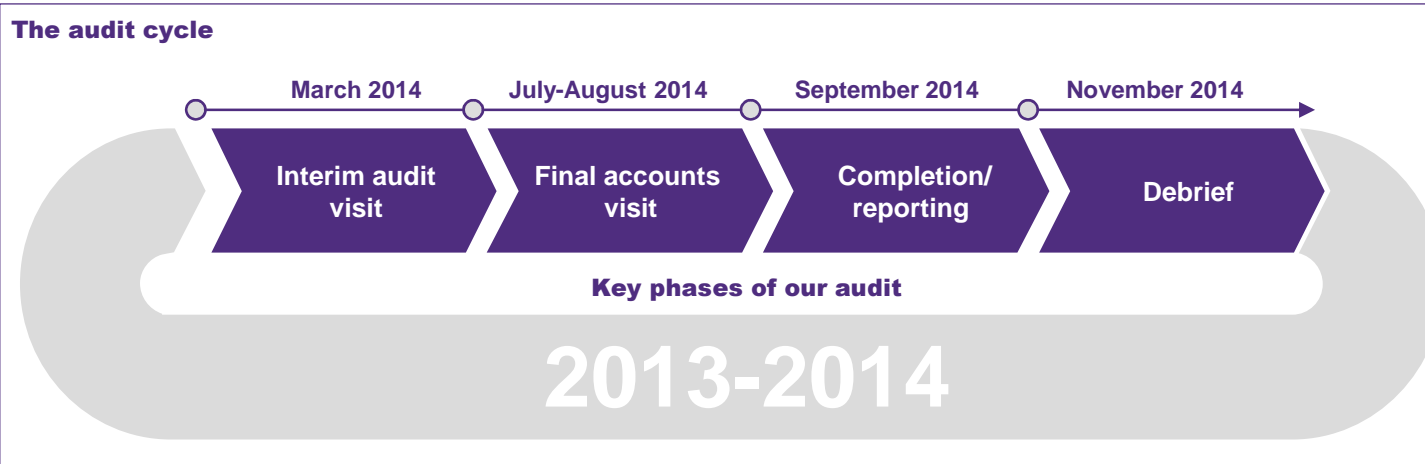 The audit cycle
March 2014
July-August 2014
September 2014
November 2014
Interim audit
visit
Final accounts
visit
Completion/
reporting
Debrief
Key phases of our audit
2013-2014